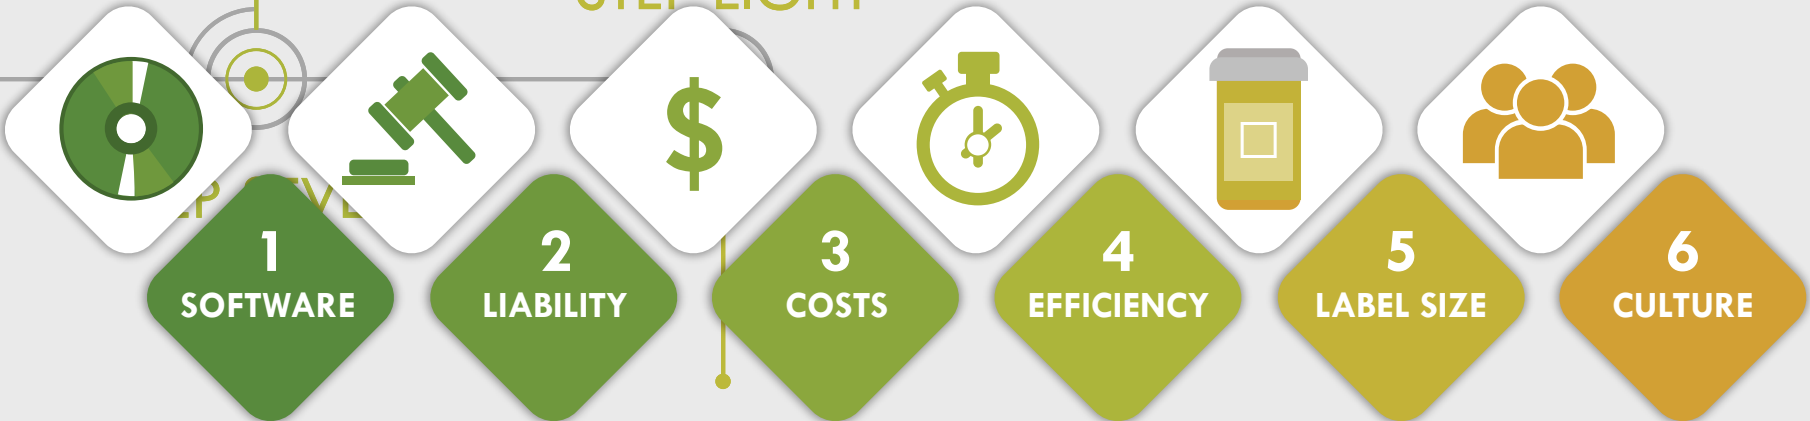 1
SOFTWARE
2
LIABILITY
3
COSTS
4
EFFICIENCY
5
LABEL SIZE
6
CULTURE